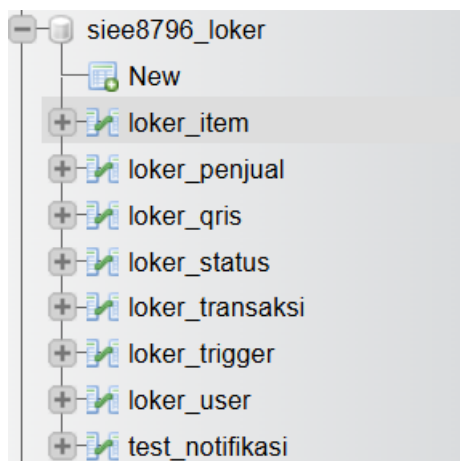 siee8796_loker
New
loker_item
loker_penjual
loker_qris
loker_status
loker_transaksi
loker_trigger
loker_user
test_notifikasi